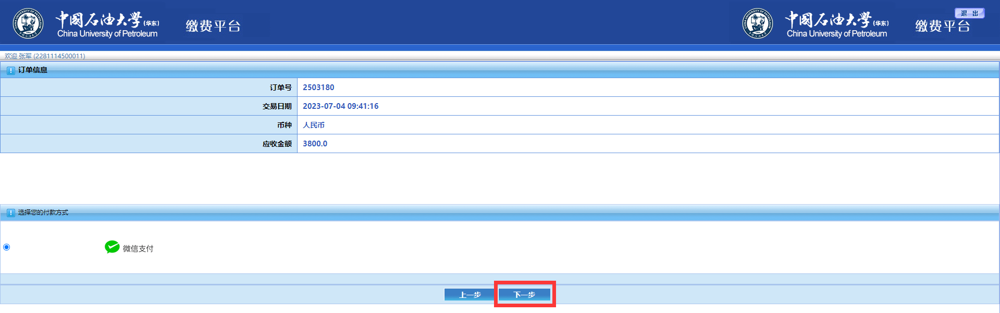 中国石油大学(华东) 缴费平台
China University of Petroleum
中国石油大学(华东) 缴费平台
China University of Petroleum
退 出
欢迎 张军 (2281114500011)
订单信息
订单号 2503180
交易日期 2023-07-04 09:41:16
币种 人民币
应收金额 3800.0
选择您的付款方式
微信支付
上一步 下一步